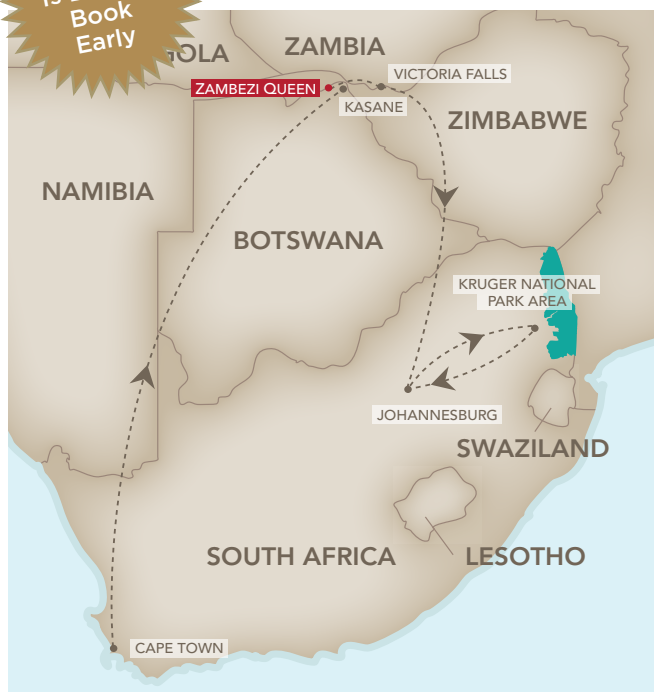 Book
Early
ZAMBIA
VICTORIA FALLS
ZAMBEZI QUEEN
KASANE
ZIMBABWE
NAMIBIA
BOTSWANA
KRUGER NATIONAL
PARK AREA
JOHANNESBURG
SWAZILAND
SOUTH AFRICA
LESOTHO
CAPE TOWN